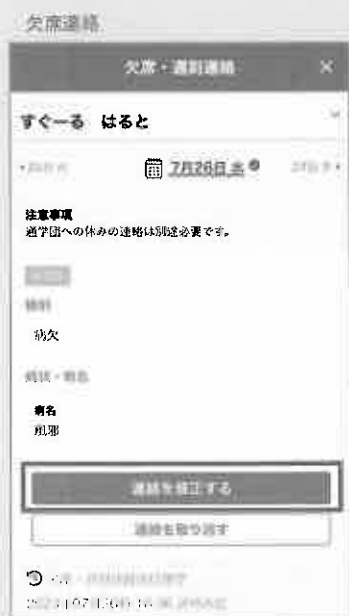 欠席連絡
欠席・遅刻連絡 ×
すぐーる はると
7月26日 水
注意事項
通学団への休みの連絡は別途必要です。
種別
病欠
病状・病名
病名
風邪
連絡を修正する
連絡を取り消す